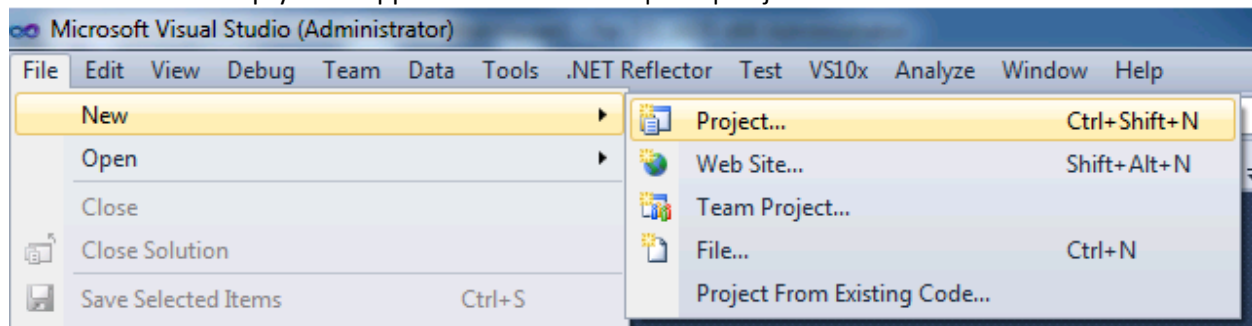 Microsoft Visual Studio (Administrator)
File Edit View Debug Team Data Tools .NET Reflector Test VS10x Analyze Window Help
New
Open
Close
Close Solution
Save Selected Items Ctrl+S
Project... Ctrl+Shift+N
Web Site... Shift+Alt+N
Team Project...
File... Ctrl+N
Project From Existing Code...